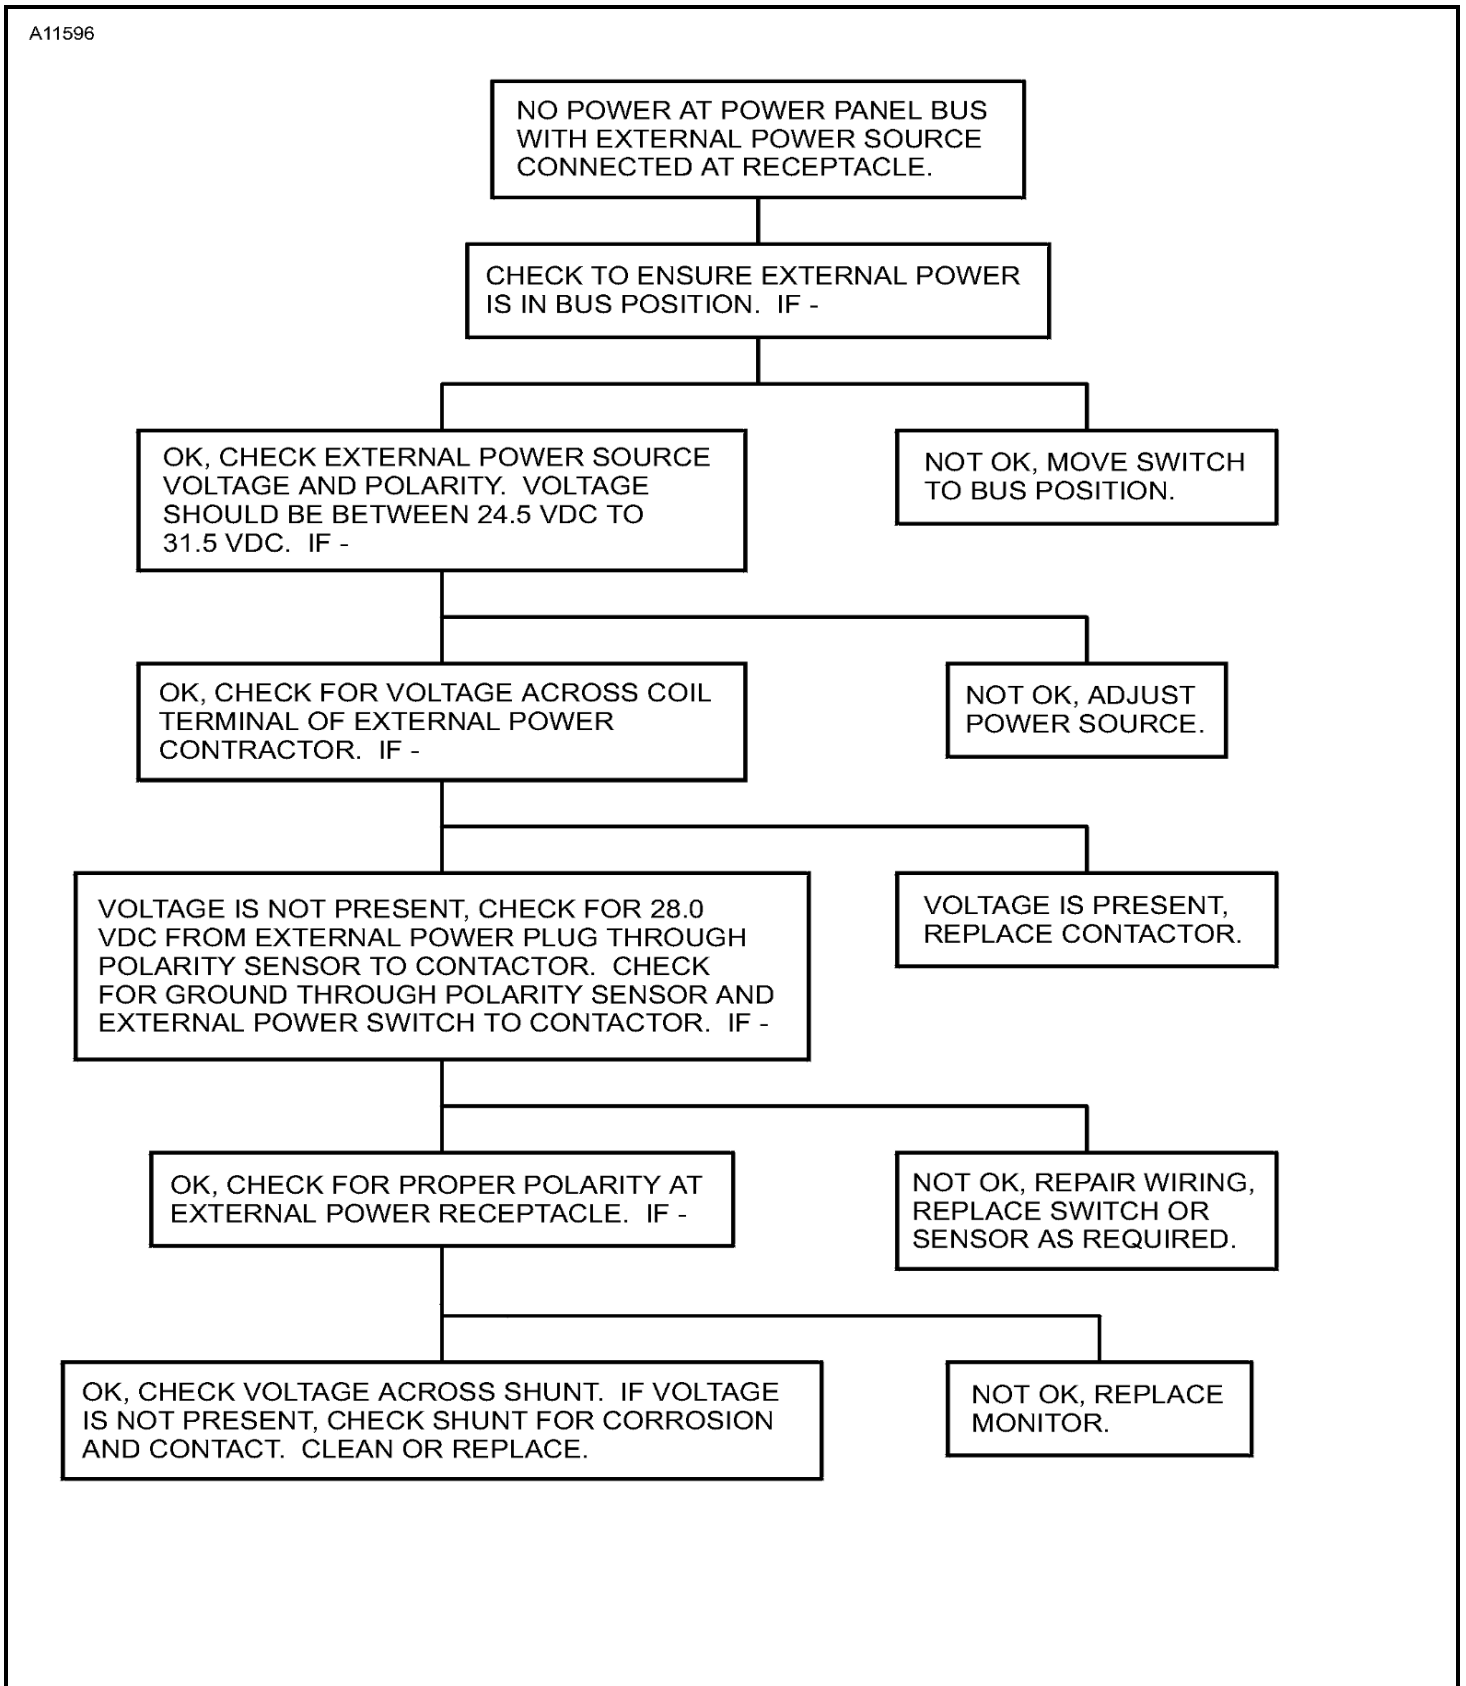 A11596
NO POWER AT POWER PANEL BUS
WITH EXTERNAL POWER SOURCE
CONNECTED AT RECEPTACLE.
CHECK TO ENSURE EXTERNAL POWER
IS IN BUS POSITION. IF -
OK, CHECK EXTERNAL POWER SOURCE
VOLTAGE AND POLARITY. VOLTAGE
SHOULD BE BETWEEN 24.5 VDC TO
31.5 VDC. IF -
NOT OK, MOVE SWITCH
TO BUS POSITION.
OK, CHECK FOR VOLTAGE ACROSS COIL
TERMINAL OF EXTERNAL POWER
CONTRACTOR. IF -
NOT OK, ADJUST
POWER SOURCE.
VOLTAGE IS NOT PRESENT, CHECK FOR 28.0
VDC FROM EXTERNAL POWER PLUG THROUGH
POLARITY SENSOR TO CONTACTOR. CHECK
FOR GROUND THROUGH POLARITY SENSOR AND
EXTERNAL POWER SWITCH TO CONTACTOR. IF -
VOLTAGE IS PRESENT,
REPLACE CONTACTOR.
OK, CHECK FOR PROPER POLARITY AT
EXTERNAL POWER RECEPTACLE. IF -
NOT OK, REPAIR WIRING,
REPLACE SWITCH OR
SENSOR AS REQUIRED.
OK, CHECK VOLTAGE ACROSS SHUNT. IF VOLTAGE
IS NOT PRESENT, CHECK SHUNT FOR CORROSION
AND CONTACT. CLEAN OR REPLACE.
NOT OK, REPLACE
MONITOR.